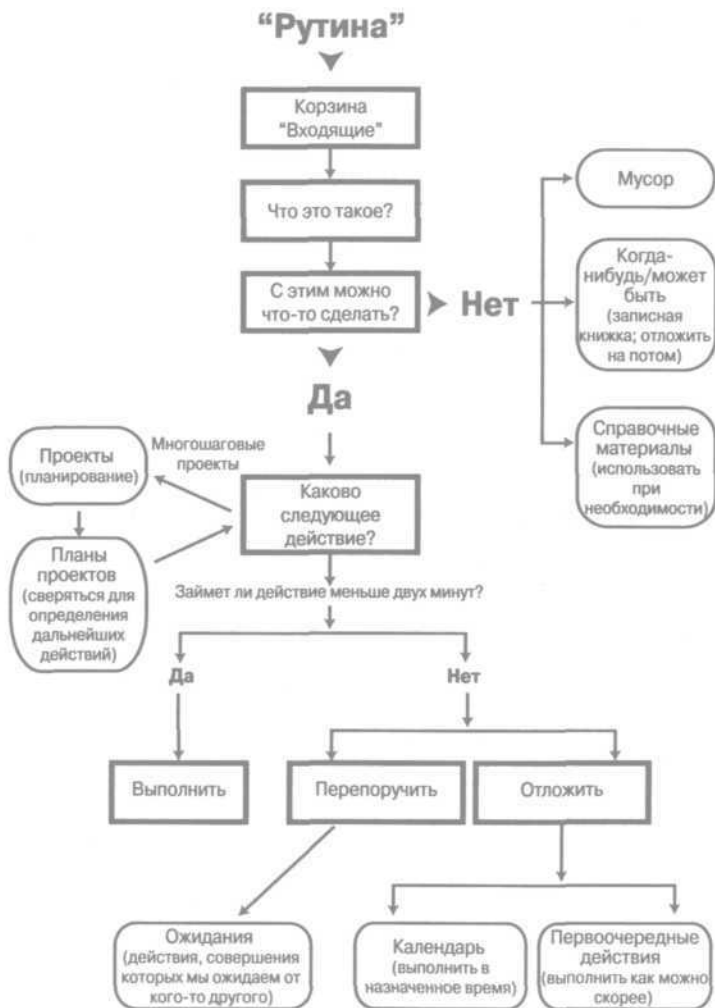 “Рутина”
Корзина
“Входящие”
Что это такое?
С этим можно
что-то сделать?
Нет
Мусор
Когда-
нибудь/может
быть
(записная
книжка; отложить
на потом)
Справочные
материалы
(использовать
при
необходимости)
Да
Многошаговые
проекты
Проекты
(планирование)
Каково
следующее
действие?
Планы
проектов
(сверяться для
определения
дальнейших
действий)
Займет ли действие меньше двух минут?
Да
Нет
Выполнить
Перепоручить
Отложить
Ожидания
(действия, совершения
которых мы ожидаем от
кого-то другого)
Календарь
(выполнить в
назначенное время)
Первоочередные
действия
(выполнить как можно
скорее)